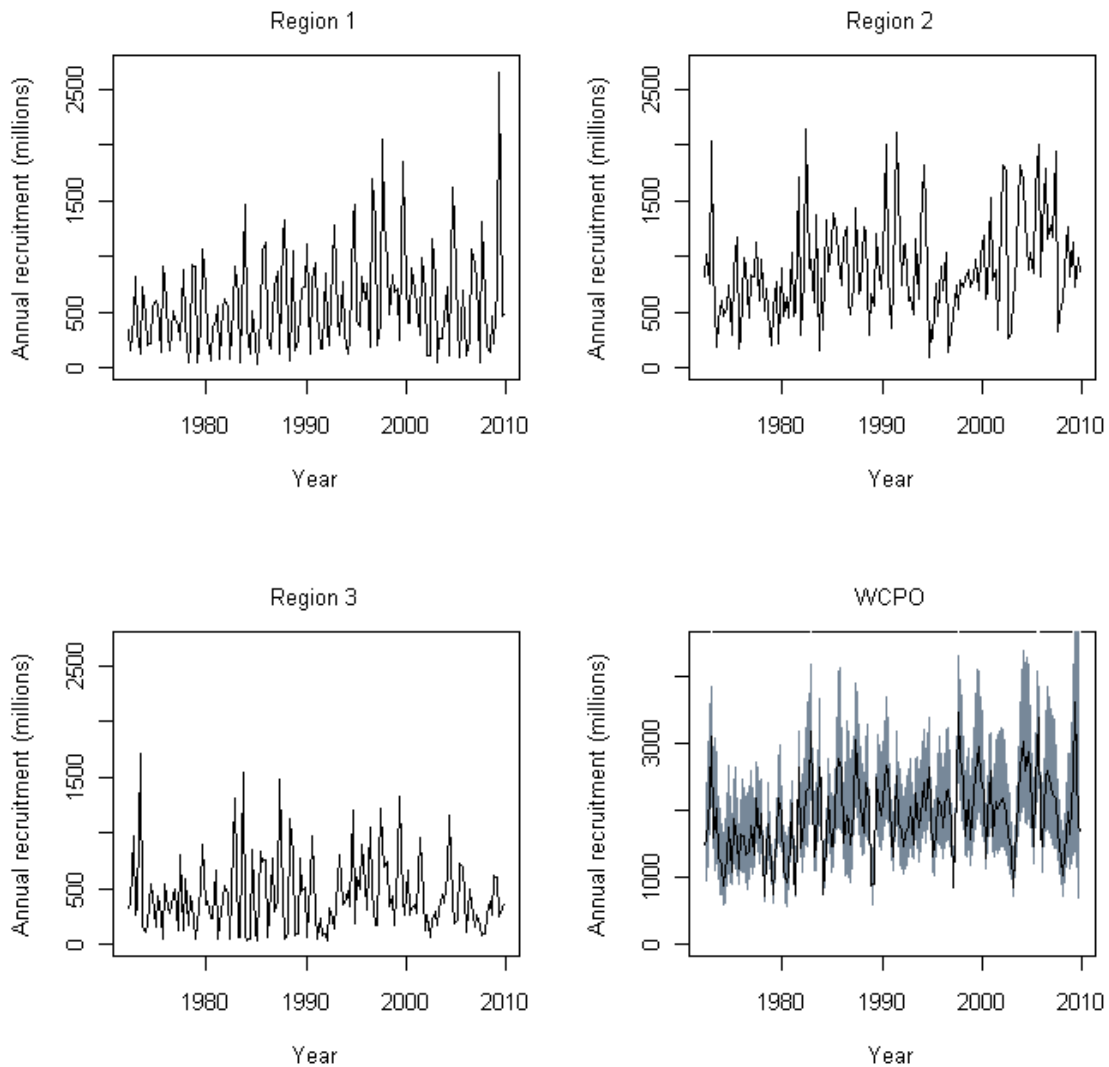 Region 1
Annual recruitment (millions)
0 500 1500 2500
1980 1990 2000 2010
Year
Region 2
Annual recruitment (millions)
0 500 1500 2500
1980 1990 2000 2010
Year
Region 3
Annual recruitment (millions)
0 500 1500 2500
1980 1990 2000 2010
Year
WCPO
Annual recruitment (millions)
0 1000 3000
1980 1990 2000 2010
Year